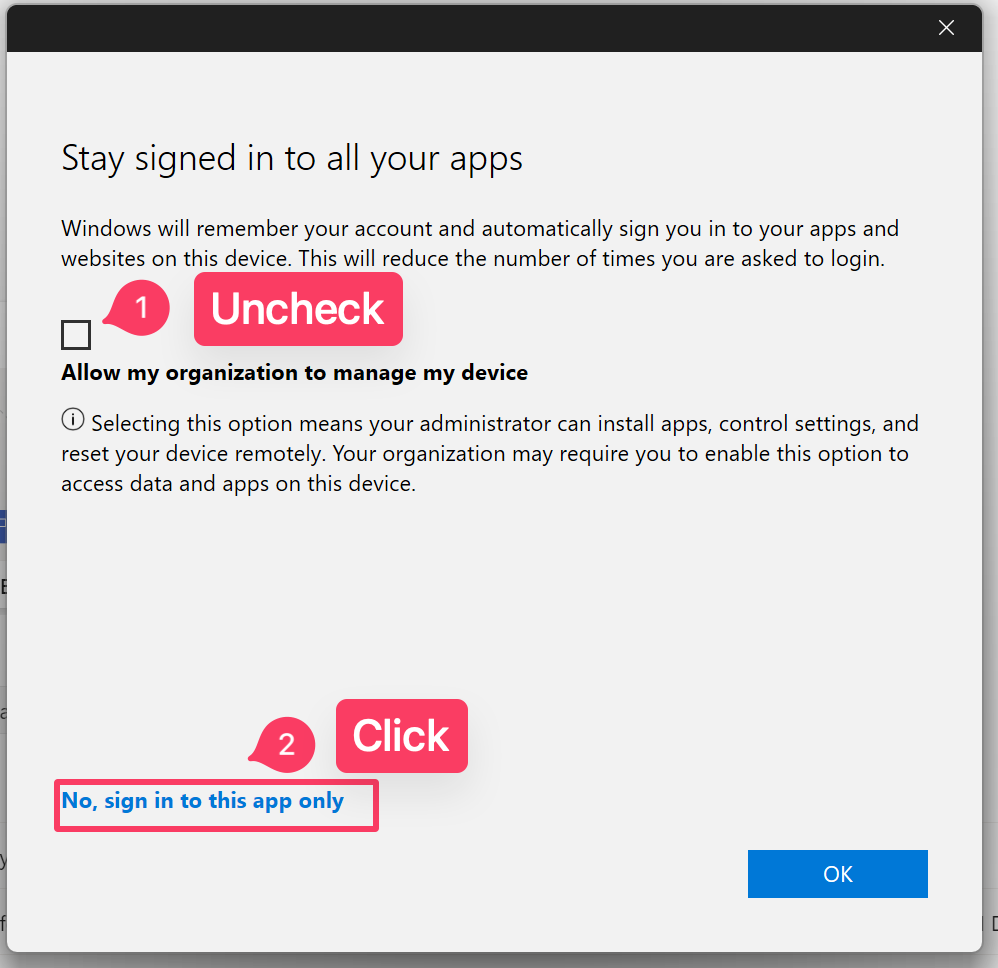 Stay signed in to all your apps
Windows will remember your account and automatically sign you in to your apps and
websites on this device. This will reduce the number of times you are asked to login.
1
Uncheck
Allow my organization to manage my device
Selecting this option means your administrator can install apps, control settings, and
reset your device remotely. Your organization may require you to enable this option to
access data and apps on this device.
2
Click
No, sign in to this app only
OK